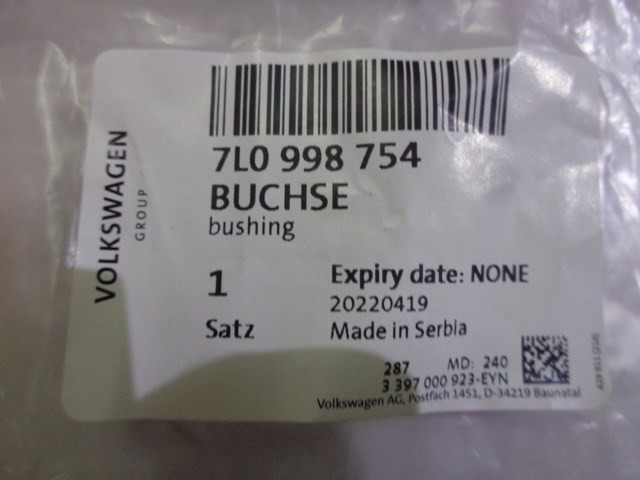 VOLKSWAGEN
GROUP
7L0 998 754
BUCHSE
bushing
1
Satz
Expiry date: NONE
20220419
Made in Serbia
287 MD: 240
3 397 000 923-EYN
Volkswagen AG, Postfach 1451, D-34219 Baunatal